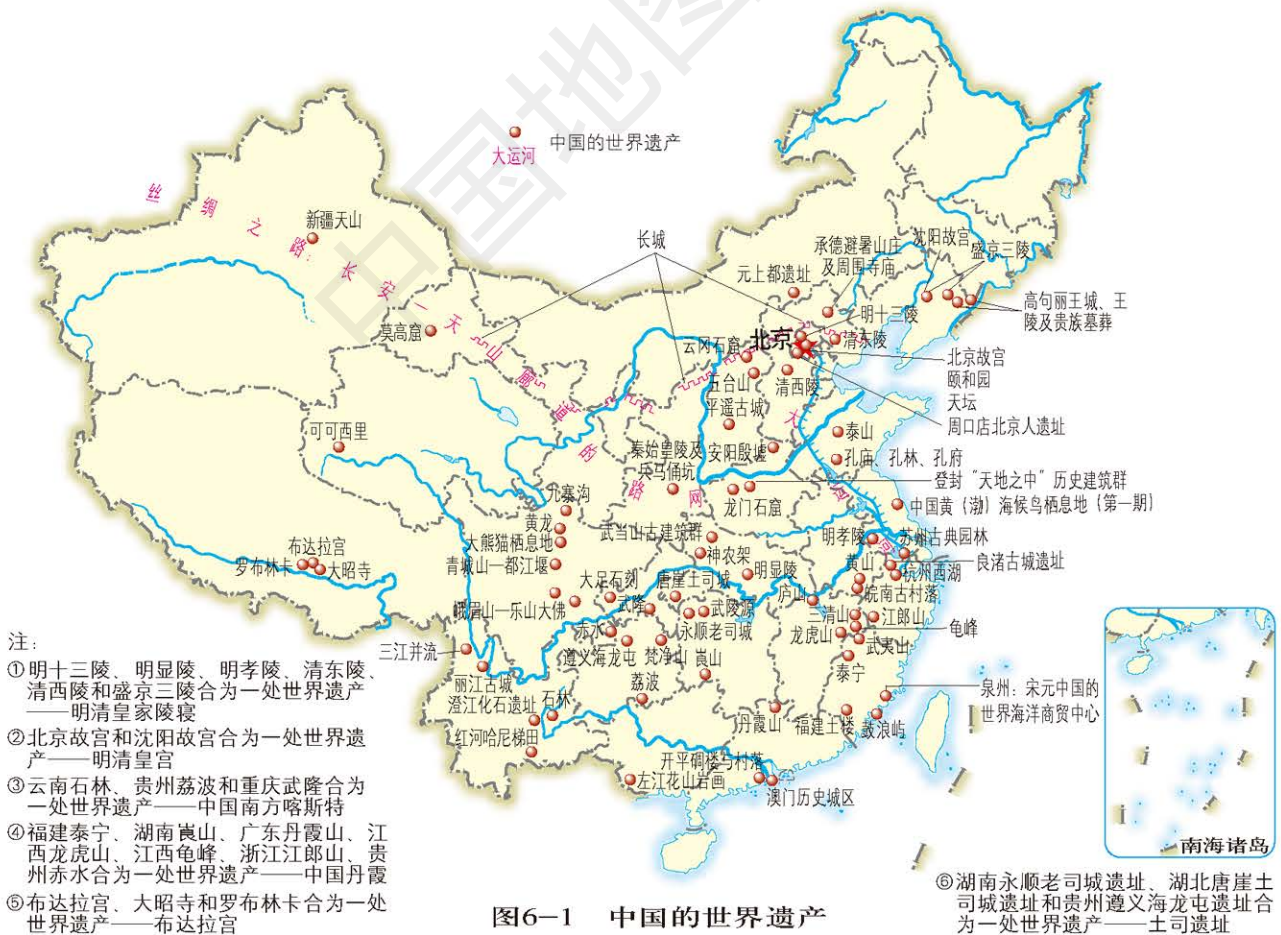 中国地图
中国的世界遗产
大运河
丝绸之路：长安—天山廊道的路网
新疆天山
长城
承德避暑山庄
及周围寺庙
沈阳故宫
盛京三陵
元上都遗址
高句丽王城、王
陵及贵族墓葬
明十三陵
莫高窟
云冈石窟
北京
清东陵
北京故宫
颐和园
天坛
周口店北京人遗址
五台山
清西陵
平遥古城
大运河
可可西里
泰山
秦始皇陵及
兵马俑坑
安阳殷墟
孔庙、孔林、孔府
登封“天地之中”历史建筑群
龙门石窟
中国黄（渤）海候鸟栖息地（第一期）
九寨沟
黄龙
大熊猫栖息地
青城山—都江堰
武当山古建筑群
明孝陵
苏州古典园林
良渚古城遗址
布达拉宫
罗布林卡
大昭寺
神农架
明显陵
黄山
杭州西湖
皖南古村落
大足石刻
唐崖土司城
庐山
峨眉山—乐山大佛
武隆
武陵源
三清山
江郎山
龟峰
赤水
永顺老司城
龙虎山
武夷山
三江并流
遵义海龙屯
梵净山
崀山
泰宁
丽江古城
荔波
泉州：宋元中国的
世界海洋商贸中心
澄江化石遗址
石林
丹霞山
福建土楼
鼓浪屿
红河哈尼梯田
开平碉楼与村落
左江花山岩画
澳门历史城区
南海诸岛
注：
①明十三陵、明显陵、明孝陵、清东陵、
清西陵和盛京三陵合为一处世界遗产
——明清皇家陵寝
②北京故宫和沈阳故宫合为一处世界遗
产——明清皇宫
③云南石林、贵州荔波和重庆武隆合为
一处世界遗产——中国南方喀斯特
④福建泰宁、湖南崀山、广东丹霞山、江
西龙虎山、江西龟峰、浙江江郎山、贵
州赤水合为一处世界遗产——中国丹霞
⑤布达拉宫、大昭寺和罗布林卡合为一处
世界遗产——布达拉宫
⑥湖南永顺老司城遗址、湖北唐崖土
司城遗址和贵州遵义海龙屯遗址合
为一处世界遗产——土司遗址
图6-1 中国的世界遗产